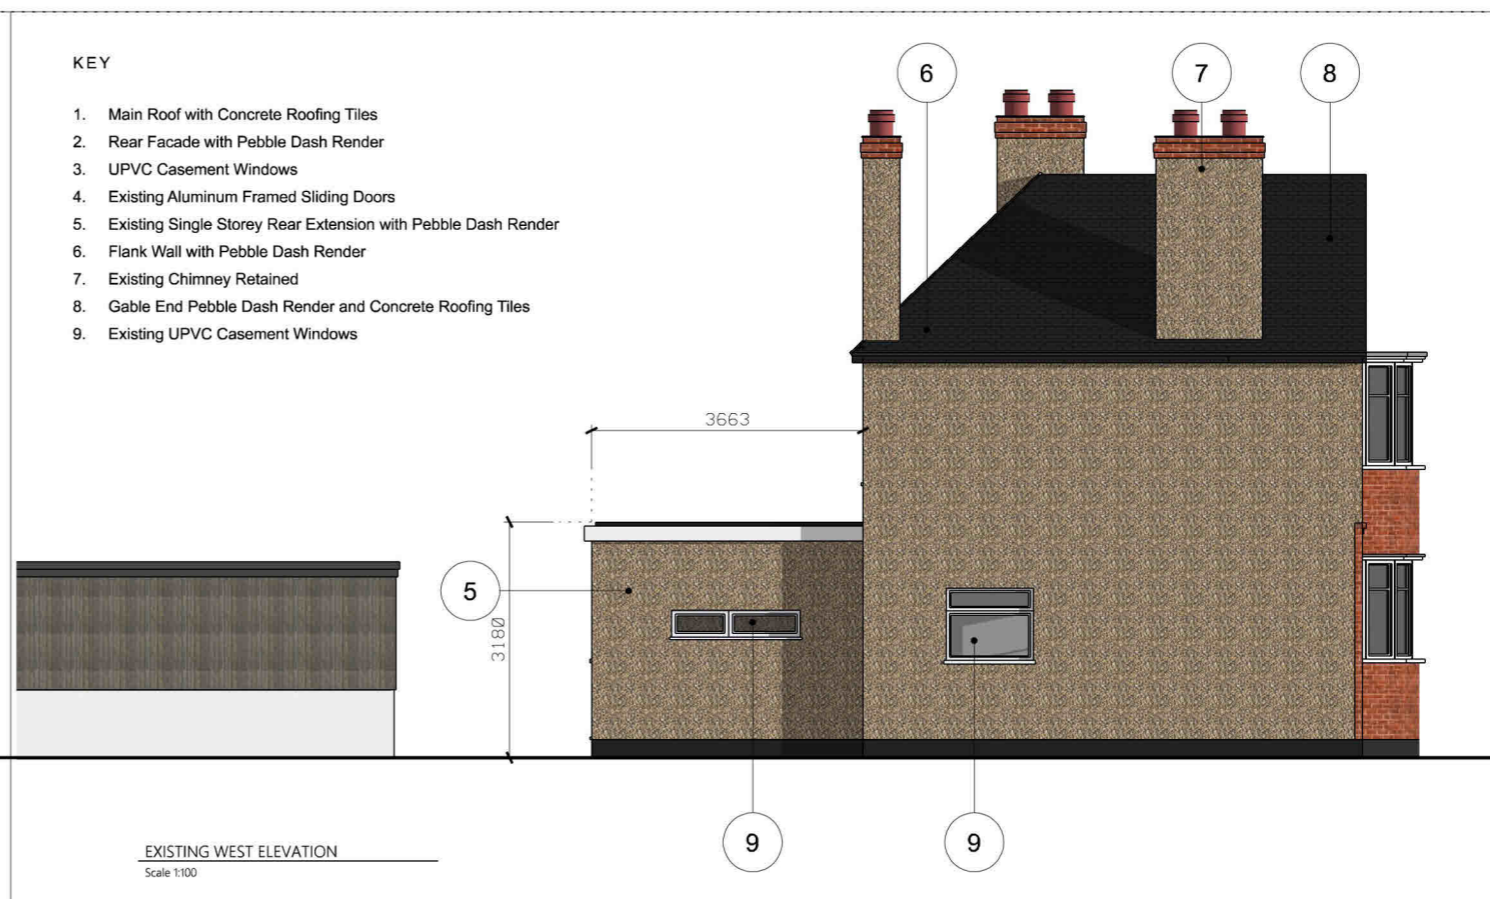 KEY
1. Main Roof with Concrete Roofing Tiles
2. Rear Facade with Pebble Dash Render
3. UPVC Casement Windows
4. Existing Aluminum Framed Sliding Doors
5. Existing Single Storey Rear Extension with Pebble Dash Render
6. Flank Wall with Pebble Dash Render
7. Existing Chimney Retained
8. Gable End Pebble Dash Render and Concrete Roofing Tiles
9. Existing UPVC Casement Windows
6
7
8
3663
5
3180
9
9
EXISTING WEST ELEVATION
Scale 1:100